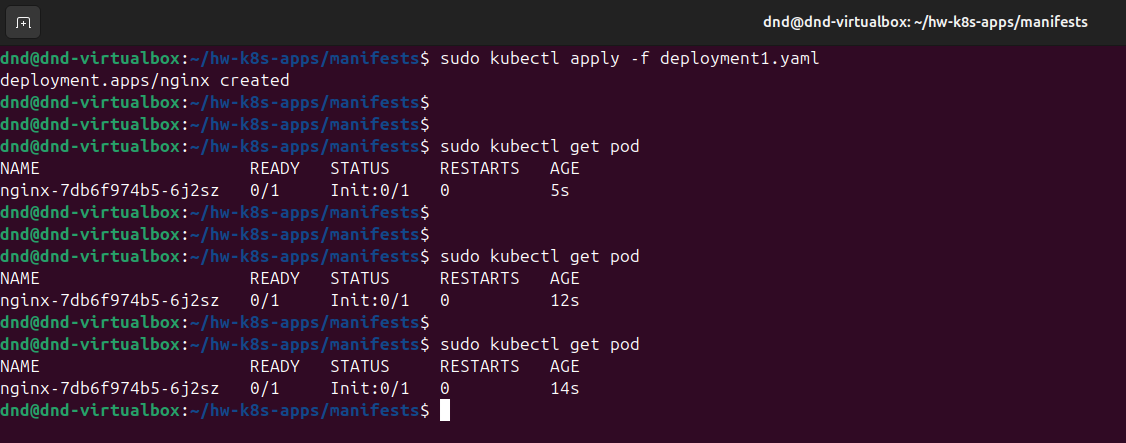 dnd@dnd-virtualbox: ~/hw-k8s-apps/manifests
dnd@dnd-virtualbox:~/hw-k8s-apps/manifests$ sudo kubectl apply -f deployment1.yaml
deployment.apps/nginx created
dnd@dnd-virtualbox:~/hw-k8s-apps/manifests$
dnd@dnd-virtualbox:~/hw-k8s-apps/manifests$
dnd@dnd-virtualbox:~/hw-k8s-apps/manifests$ sudo kubectl get pod
NAME READY STATUS RESTARTS AGE
nginx-7db6f974b5-6j2sz 0/1 Init:0/1 0 5s
dnd@dnd-virtualbox:~/hw-k8s-apps/manifests$
dnd@dnd-virtualbox:~/hw-k8s-apps/manifests$
dnd@dnd-virtualbox:~/hw-k8s-apps/manifests$ sudo kubectl get pod
NAME READY STATUS RESTARTS AGE
nginx-7db6f974b5-6j2sz 0/1 Init:0/1 0 12s
dnd@dnd-virtualbox:~/hw-k8s-apps/manifests$
dnd@dnd-virtualbox:~/hw-k8s-apps/manifests$ sudo kubectl get pod
NAME READY STATUS RESTARTS AGE
nginx-7db6f974b5-6j2sz 0/1 Init:0/1 0 14s
dnd@dnd-virtualbox:~/hw-k8s-apps/manifests$